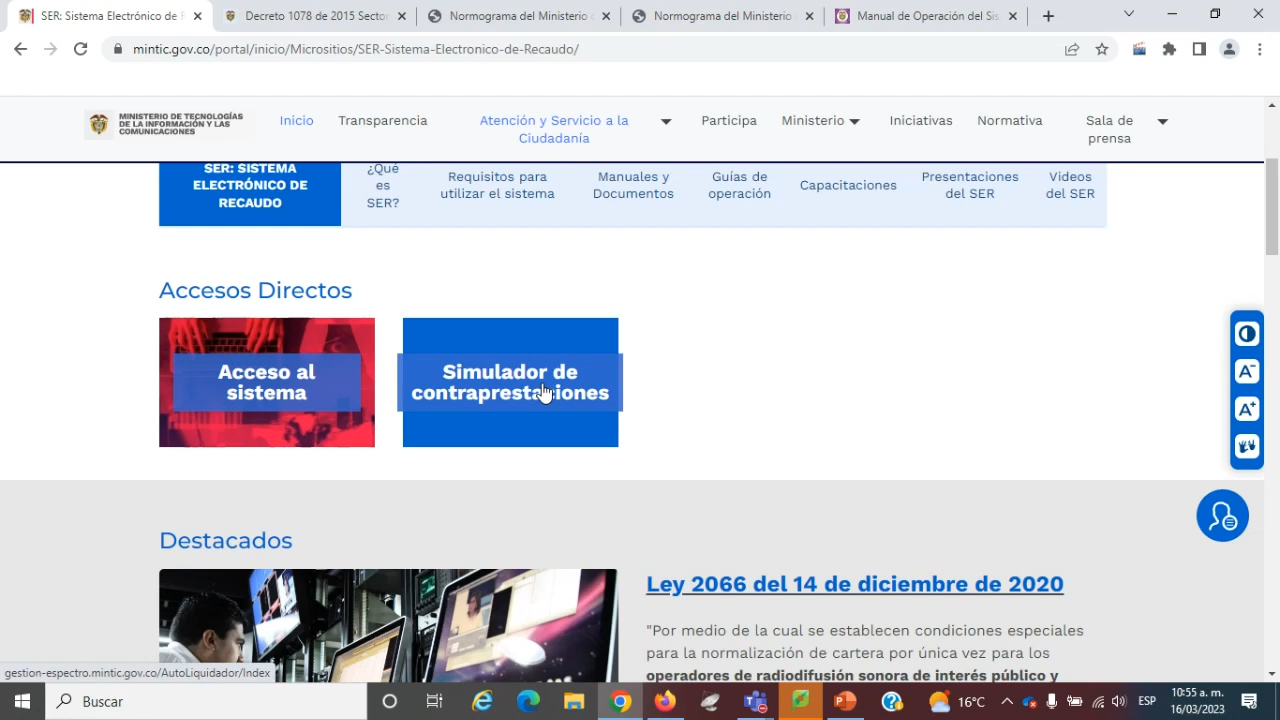 SER: Sistema Electrónico de R
Decreto 1078 de 2015 Sector
Normograma del Ministerio d
Normograma del Ministerio
Manual de Operación del Sis
mintic.gov.co/portal/inicio/Micrositios/SER-Sistema-Electronico-de-Recaudo/
MINISTERIO DE TECNOLOGÍAS
DE LA INFORMACIÓN Y LAS
COMUNICACIONES
Inicio
Transparencia
Atención y Servicio a la
Ciudadanía
Participa
Ministerio
Iniciativas
Normativa
Sala de
prensa
SER: SISTEMA
ELECTRÓNICO DE
RECAUDO
¿Qué
es
SER?
Requisitos para
utilizar el sistema
Manuales y
Documentos
Guías de
operación
Capacitaciones
Presentaciones
del SER
Videos
del SER
Accesos Directos
Acceso al
sistema
Simulador de
contraprestaciones
A-
A+
Destacados
Ley 2066 del 14 de diciembre de 2020
"Por medio de la cual se establecen condiciones especiales
para la normalización de cartera por única vez para los
operadores de radiodifusión sonora de interés público y
gestion-espectro.mintic.gov.co/AutoLiquidador/Index
Buscar
16°C
ESP
10:55 a. m.
16/03/2023